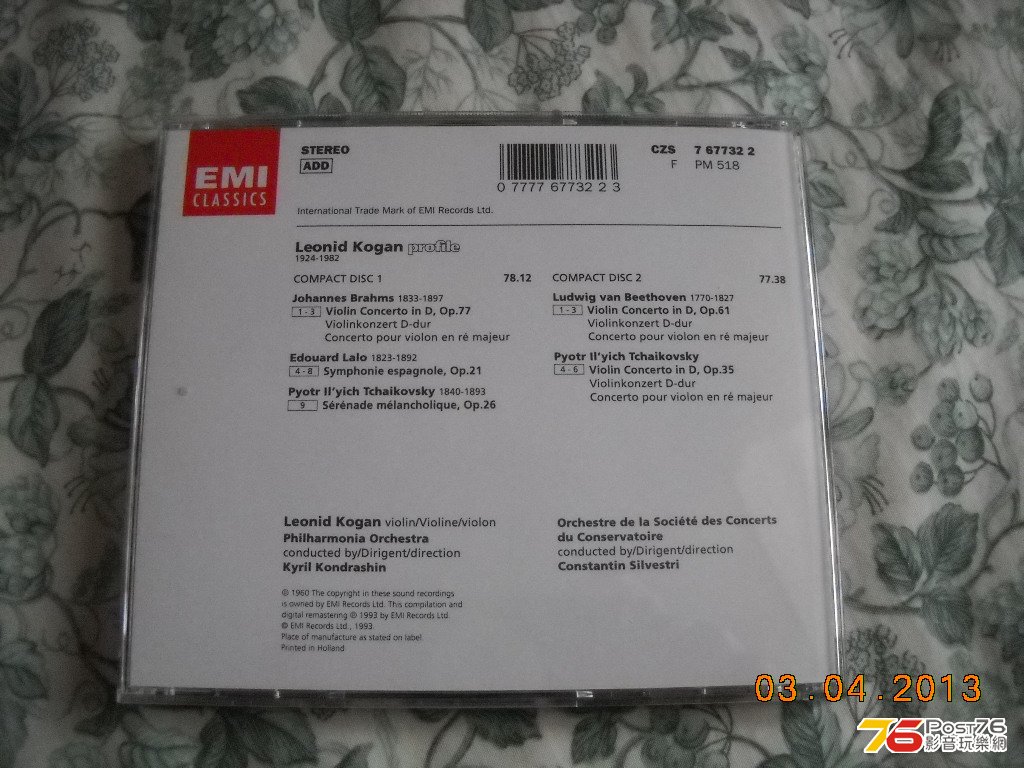 EMI
CLASSICS
STEREO
ADD
0 7777 67732 2 3
CZS 7 67732 2
F PM 518
International Trade Mark of EMI Records Ltd.
Leonid Kogan profile
1924-1982
COMPACT DISC 1 78.12
Johannes Brahms 1833-1897
1-3 Violin Concerto in D, Op.77
Violinkonzert D-dur
Concerto pour violon en ré majeur
Edouard Lalo 1823-1892
4-8 Symphonie espagnole, Op.21
Pyotr Il'yich Tchaikovsky 1840-1893
9 Sérénade mélancolique, Op.26
COMPACT DISC 2 77.38
Ludwig van Beethoven 1770-1827
1-3 Violin Concerto in D, Op.61
Violinkonzert D-dur
Concerto pour violon en ré majeur
Pyotr Il'yich Tchaikovsky
4-6 Violin Concerto in D, Op.35
Violinkonzert D-dur
Concerto pour violon en ré majeur
Leonid Kogan violin/Violine/violon
Philharmonia Orchestra
conducted by/Dirigent/direction
Kyril Kondrashin
Orchestre de la Société des Concerts
du Conservatoire
conducted by/Dirigent/direction
Constantin Silvestri
℗ 1960 The copyright in these sound recordings
is owned by EMI Records Ltd. This compilation and
digital remastering ℗ 1993 by EMI Records Ltd.
© EMI Records Ltd., 1993.
Place of manufacture as stated on label
Printed in Holland
03.04.2013
76 Post76
影音玩樂網